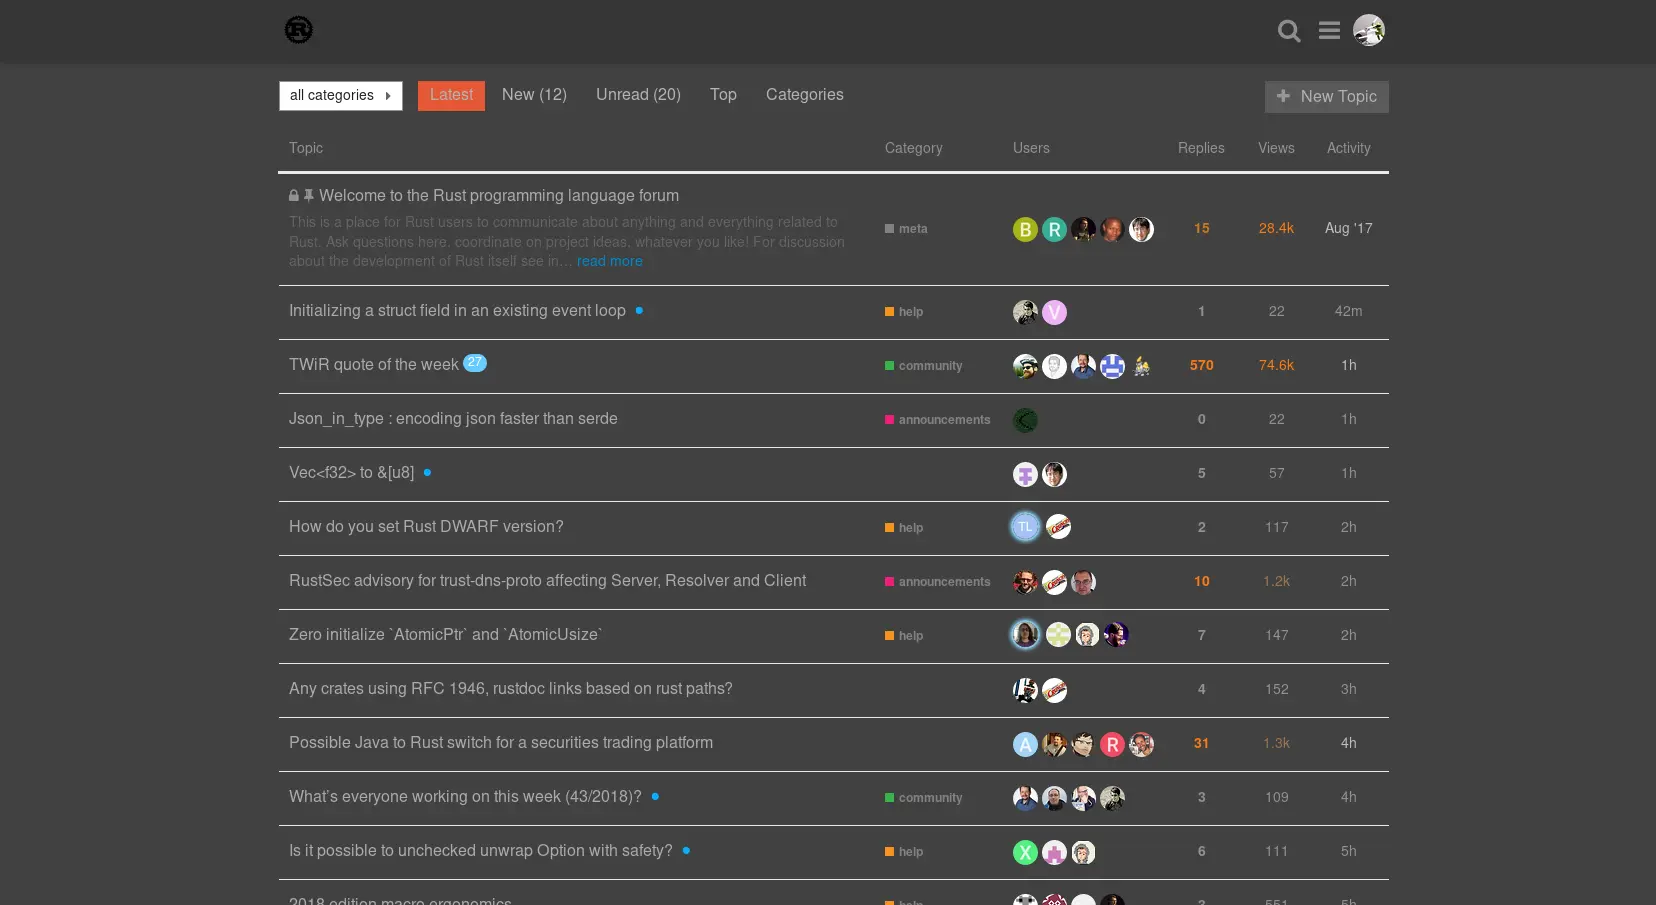 all categories Latest New (12) Unread (20) Top Categories + New Topic
Topic Category Users Replies Views Activity
Welcome to the Rust programming language forum
This is a place for Rust users to communicate about anything and everything related to
Rust. Ask questions here, coordinate on project ideas, whatever you like! For discussion
about the development of Rust itself see in… read more
meta B R 15 28.4k Aug '17
Initializing a struct field in an existing event loop help V 1 22 42m
TWiR quote of the week 27 community 570 74.6k 1h
Json_in_type : encoding json faster than serde announcements 0 22 1h
Vec<f32> to &[u8] 5 57 1h
How do you set Rust DWARF version? help TL 2 117 2h
RustSec advisory for trust-dns-proto affecting Server, Resolver and Client announcements 10 1.2k 2h
Zero initialize `AtomicPtr` and `AtomicUsize` help 7 147 2h
Any crates using RFC 1946, rustdoc links based on rust paths? 4 152 3h
Possible Java to Rust switch for a securities trading platform A R 31 1.3k 4h
What's everyone working on this week (43/2018)? community 3 109 4h
Is it possible to unchecked unwrap Option with safety? help X 6 111 5h
2018 edition macro ergonomics help 551 5h